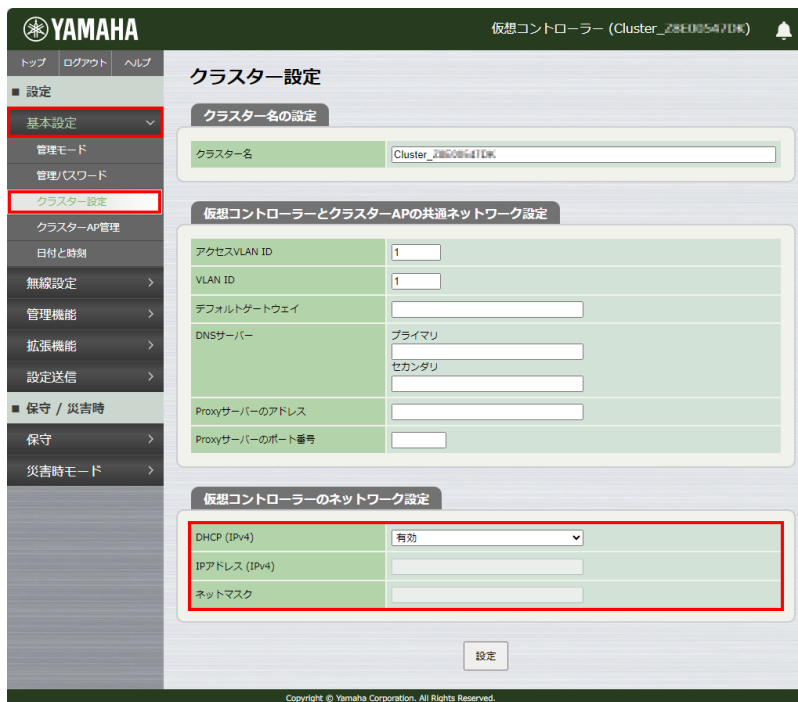 YAMAHA
仮想コントローラー (Cluster_
トップ ログアウト ヘルプ
■ 設定
基本設定
管理モード
管理パスワード
クラスター設定
クラスターAP管理
日付と時刻
無線設定
管理機能
拡張機能
設定送信
■ 保守 / 災害時
保守
災害時モード
クラスター設定
クラスター名の設定
クラスター名 Cluster_
仮想コントローラーとクラスターAPの共通ネットワーク設定
アクセスVLAN ID 1
VLAN ID 1
デフォルトゲートウェイ
DNSサーバー プライマリ
セカンダリ
Proxyサーバーのアドレス
Proxyサーバーのポート番号
仮想コントローラーのネットワーク設定
DHCP (IPv4) 有効
IPアドレス (IPv4)
ネットマスク
設定
Copyright © Yamaha Corporation. All Rights Reserved.